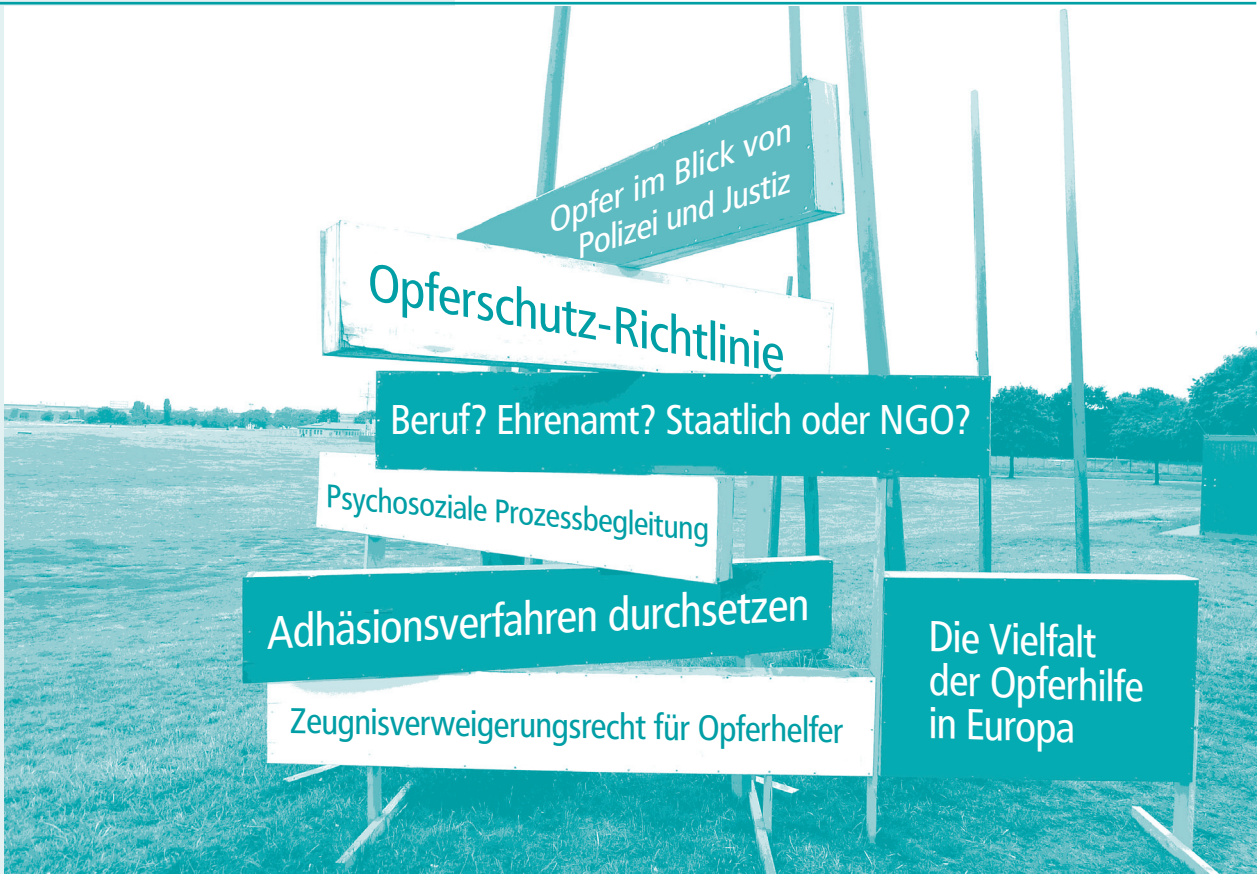 Opfer im Blick von
Polizei und Justiz
Opferschutz-Richtlinie
Beruf? Ehrenamt? Staatlich oder NGO?
Psychosoziale Prozessbegleitung
Adhäsionsverfahren durchsetzen
Zeugnisverweigerungsrecht für Opferhelfer
Die Vielfalt
der Opferhilfe
in Europa